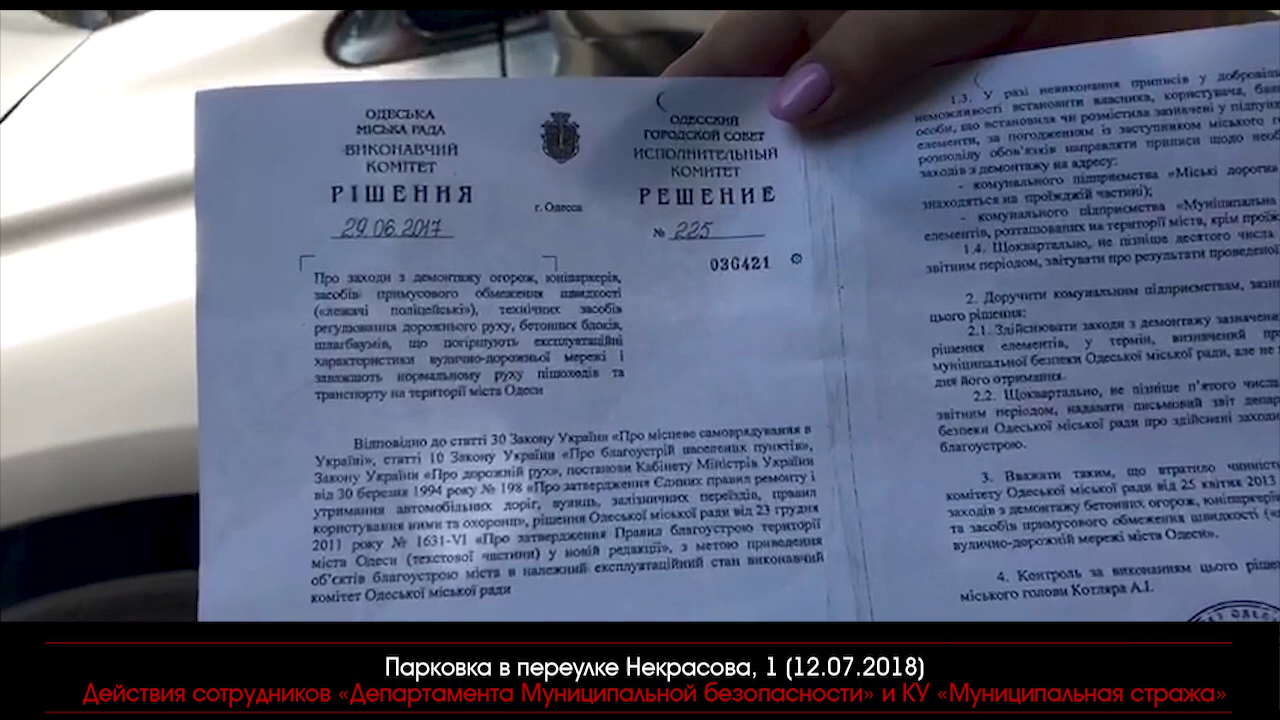 ОДЕСЬКА
МІСЬКА РАДА
ВИКОНАВЧИЙ
КОМІТЕТ
РІШЕННЯ
29.06.2017
г. Одесса
ОДЕССКИЙ
ГОРОДСКОЙ СОВЕТ
ИСПОЛНИТЕЛЬНЫЙ
КОМИТЕТ
РЕШЕНИЕ
№ 225
030421
Про заходи з демонтажу огорож, юніпаркерів,
засобів примусового обмеження швидкості
(«лежачі поліцейські»), технічних засобів
регулювання дорожнього руху, бетонних блоків,
шлагбаумів, що погіршують експлуатаційні
характеристики вулично-дорожньої мережі і
заважають нормальному руху пішоходів та
транспорту на території міста Одеси
Відповідно до статті 30 Закону України «Про місцеве самоврядування в
Україні», статті 10 Закону України «Про благоустрій населених пунктів»,
Закону України «Про дорожній рух», постанови Кабінету Міністрів України
від 30 березня 1994 року № 198 «Про затвердження Єдиних правил ремонту і
утримання автомобільних доріг, вулиць, залізничних переїздів, правил
користування ними та охорони», рішення Одеської міської ради від 23 грудня
2011 року № 1631-VI «Про затвердження Правил благоустрою території
міста Одеси (текстової частини) у новій редакції», з метою приведення
об'єктів благоустрою міста в належний експлуатаційний стан виконавчий
комітет Одеської міської ради
1.3. У разі невиконання приписів у
неможливості встановити власника, користувача,
особи, що встановила чи розмістила зазначені у
елементи, за погодженням із заступником міського
розподілу обов'язків направляти приписи щодо
заходів з демонтажу на адресу:
- комунального підприємства «Міські
знаходяться на проїжджій частині);
- комунального підприємства «Муніципальна
елементів, розташованих на території міста, крім
1.4. Щоквартально, не пізніше десятого числа
звітним періодом, звітувати про результати
2. Доручити комунальним підприємствам,
цього рішення:
2.1. Здійснювати заходи з демонтажу
рішення елементів, у термін, визначений
муніципальної безпеки Одеської міської ради, але не
дня його отримання.
2.2. Щоквартально, не пізніше п'ятого числа
звітним періодом, надавати письмовий звіт
безпеки Одеської міської ради про здійснені
благоустрою.
3. Вважати таким, що втратило
комітету Одеської міської ради від 25 квітня 2013
заходів з демонтажу бетонних огорож,
та засобів примусового обмеження швидкості
вулично-дорожній мережі міста Одеси».
4. Контроль за виконанням цього
міського голови Котляра А.І.
Парковка в переулке Некрасова, 1 (12.07.2018)
Действия сотрудников «Департамента Муниципальной безопасности» и КУ «Муниципальная стража»